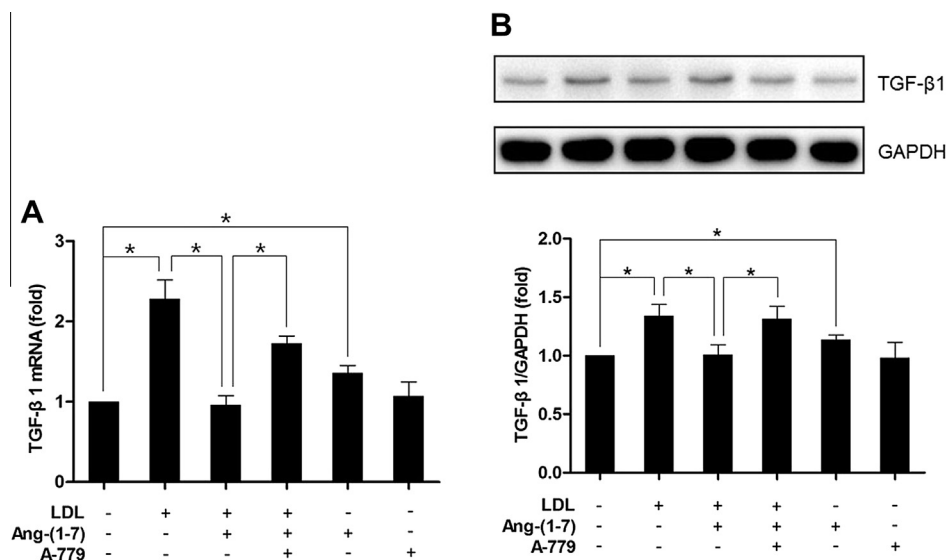 B
TGF-β1
GAPDH
A
TGF-β 1 mRNA (fold)
3
2
1
0
* * * *
LDL - + + + - -
Ang-(1-7) - - + + + -
A-779 - - - + - +
TGF-β 1/GAPDH (fold)
2.0
1.5
1.0
0.5
0.0
* * * *
LDL - + + + - -
Ang-(1-7) - - + + + -
A-779 - - - + - +